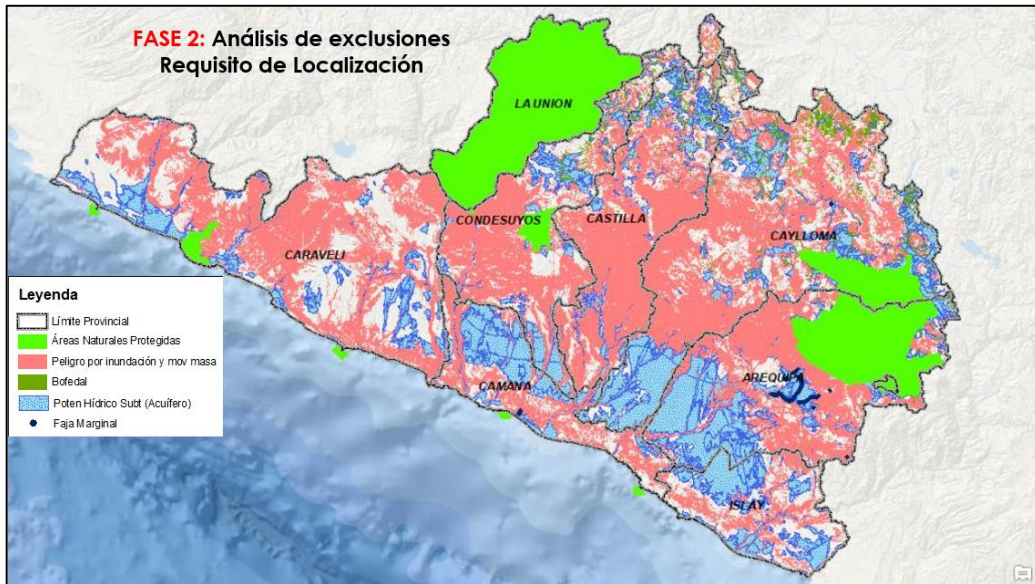 FASE 2: Análisis de exclusiones
Requisito de Localización
LA UNION
CONDESUYOS
CASTILLA
CAYLLOMA
CARAVELI
Leyenda
Límite Provincial
Áreas Naturales Protegidas
Peligro por inundación y mov masa
Bofedal
Poten Hídrico Subt (Acuífero)
Faja Marginal
CAMANA
AREQUIPA
ISLAY